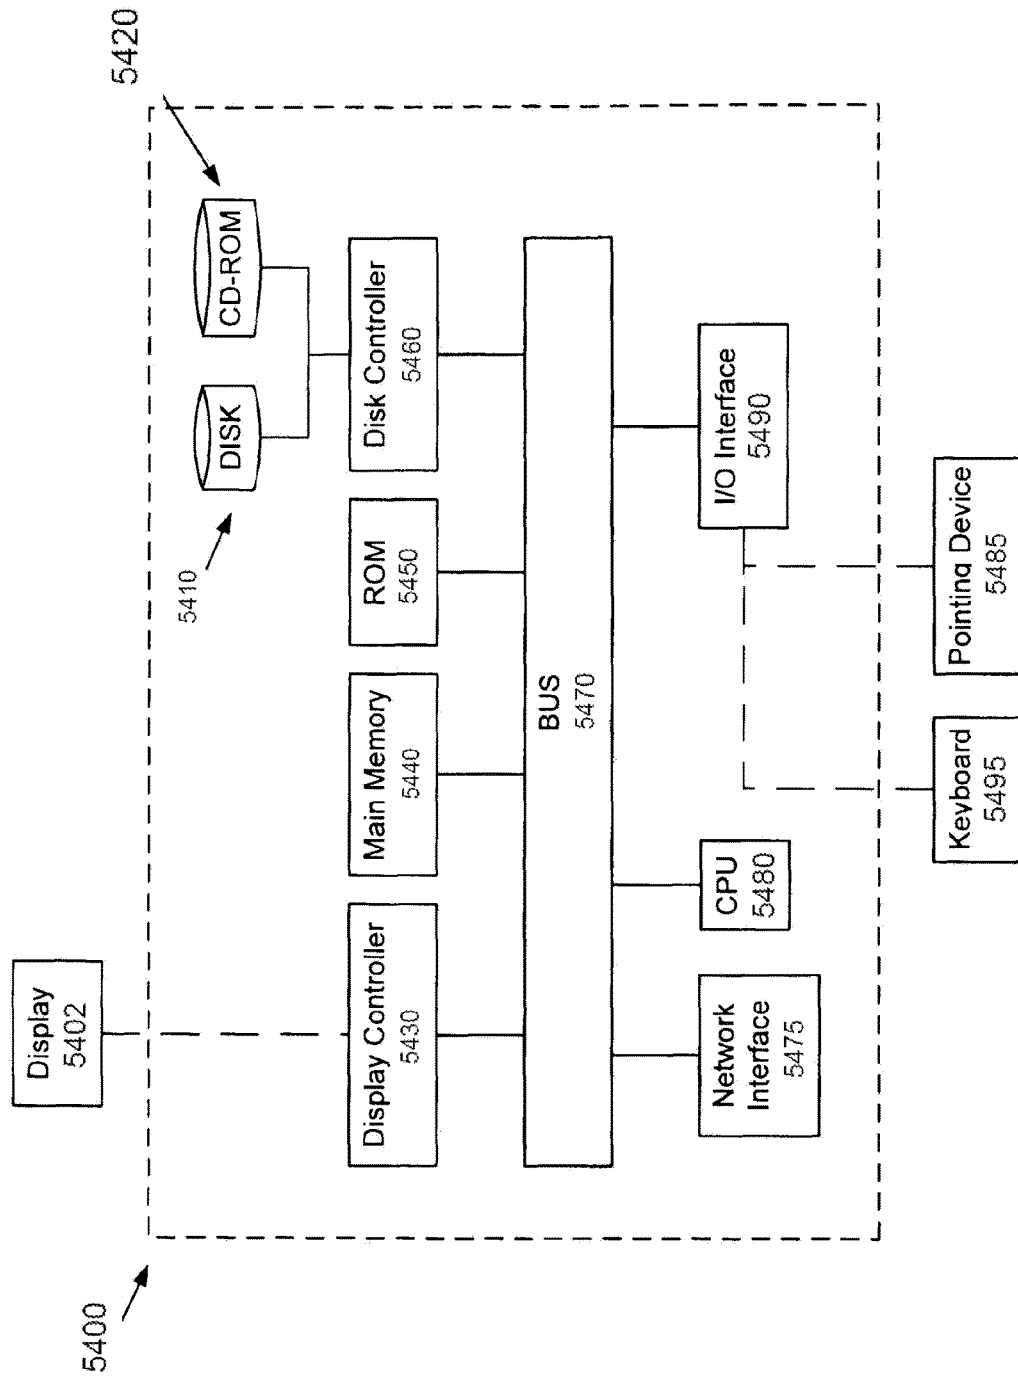 5400
Display
5402
5420
CD-ROM
DISK
5410
Display Controller
5430
Main Memory
5440
ROM
5450
Disk Controller
5460
BUS
5470
Network
Interface
5475
CPU
5480
I/O Interface
5490
Keyboard
5495
Pointing Device
5485